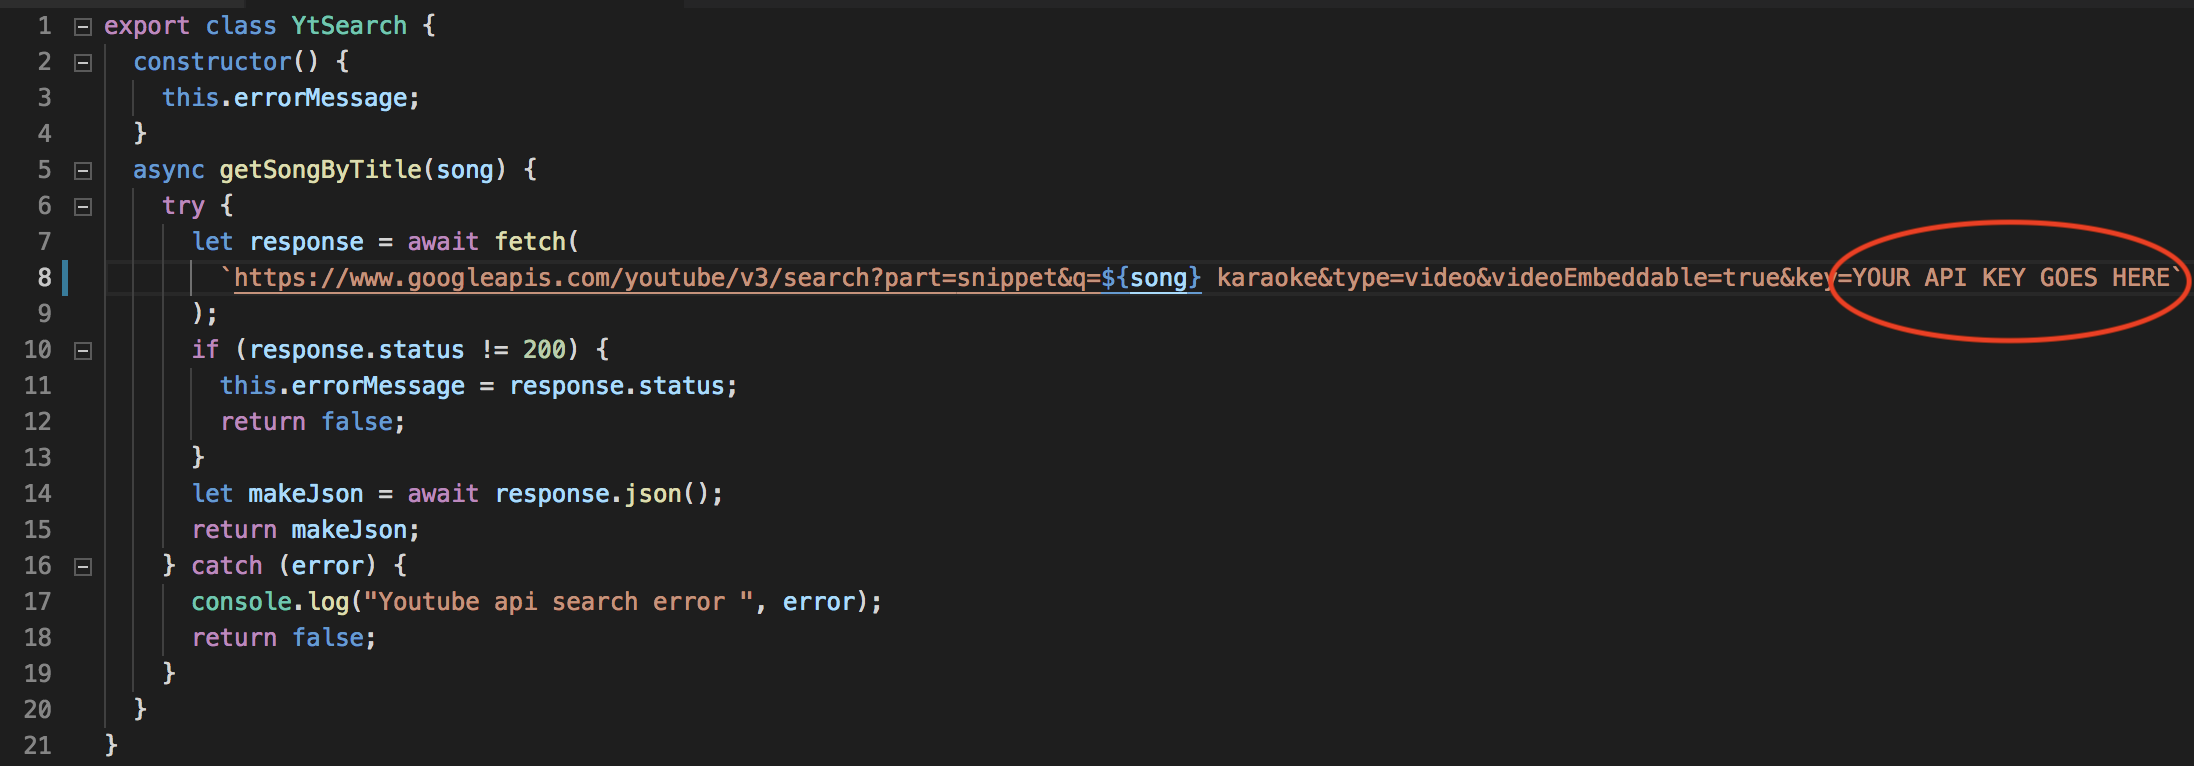 1 export class YtSearch {
2 constructor() {
3 this.errorMessage;
4 }
5 async getSongByTitle(song) {
6 try {
7 let response = await fetch(
8 `https://www.googleapis.com/youtube/v3/search?part=snippet&q=${song} karaoke&type=video&videoEmbeddable=true&key=YOUR API KEY GOES HERE`
9 );
10 if (response.status != 200) {
11 this.errorMessage = response.status;
12 return false;
13 }
14 let makeJson = await response.json();
15 return makeJson;
16 } catch (error) {
17 console.log("Youtube api search error ", error);
18 return false;
19 }
20 }
21 }